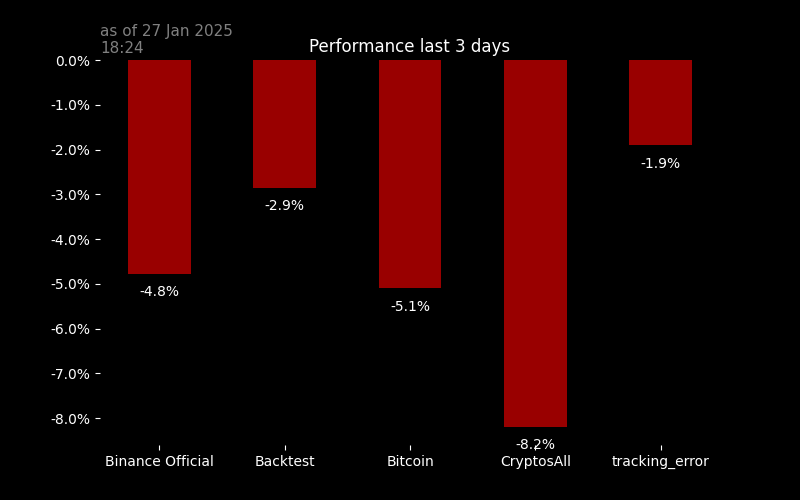 as of 27 Jan 2025
18:24
Performance last 3 days
0.0%
-1.0%
-2.0%
-3.0%
-4.0%
-5.0%
-6.0%
-7.0%
-8.0%
-4.8%
-2.9%
-5.1%
-8.2%
-1.9%
Binance Official
Backtest
Bitcoin
CryptosAll
tracking_error